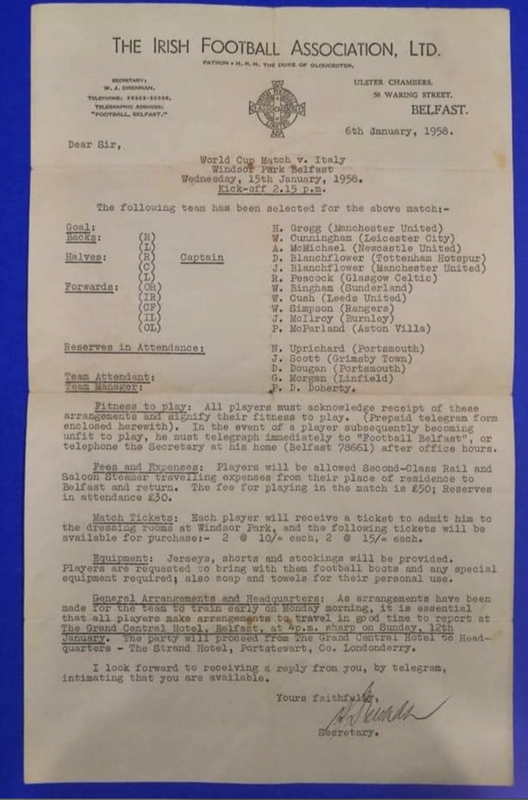 THE IRISH FOOTBALL ASSOCIATION, LTD.
PATRON • H.R.H. THE DUKE OF GLOUCESTER.
SECRETARY:
W. J. DRENNAN.
TELEPHONE:
TELEGRAPHIC ADDRESS:
"FOOTBALL, BELFAST."
ULSTER CHAMBERS,
58 WARING STREET,
BELFAST.
6th January, 1958.
Dear Sir,
World Cup Match v. Italy
Windsor Park Belfast
Wednesday, 15th January, 1958.
Kick-off 2.15 p.m.
The following team has been selected for the above match:-
Goal: H. Gregg (Manchester United)
Backs: (R) W. Cunningham (Leicester City)
(L) A. McMichael (Newcastle United)
Halves: (R) Captain D. Blanchflower (Tottenham Hotspur)
(C) J. Blanchflower (Manchester United)
(L) R. Peacock (Glasgow Celtic)
Forwards: (OR) W. Bingham (Sunderland)
(IR) W. Cush (Leeds United)
(CF) W. Simpson (Rangers)
(IL) J. McIlroy (Burnley)
(OL) P. McParland (Aston Villa)
Reserves in Attendance: N. Uprichard (Portsmouth)
J. Scott (Grimsby Town)
D. Dougan (Portsmouth)
Team Attendant: G. Morgan (Linfield)
Team Manager: P. D. Doherty.
Fitness to play: All players must acknowledge receipt of these
arrangements and signify their fitness to play. (Prepaid telegram form
enclosed herewith). In the event of a player subsequently becoming
unfit to play, he must telegraph immediately to "Football Belfast", or
telephone the Secretary at his home (Belfast 78661) after office hours.
Fees and Expenses: Players will be allowed Second-Class Rail and
Saloon Steamer travelling expenses from their place of residence to
Belfast and return. The fee for playing in the match is £50; Reserves
in attendance £30.
Match Tickets: Each player will receive a ticket to admit him to
the dressing rooms at Windsor Park, and the following tickets will be
available for purchase:- 2 @ 10/= each, 2 @ 15/= each.
Equipment: Jerseys, shorts and stockings will be provided.
Players are requested to bring with them football boots and any special
equipment required; also soap and towels for their personal use.
General Arrangements and Headquarters: As arrangements have been
made for the team to train early on Monday morning, it is essential
that all players make arrangements to travel in good time to report at
The Grand Central Hotel, Belfast, at 4p.m. sharp on Sunday, 12th
January. The party will proceed from The Grand Central Hotel to Head-
quarters - The Strand Hotel, Portstewart, Co. Londonderry.
I look forward to receiving a reply from you, by telegram,
intimating that you are available.
Yours faithfully,
Secretary.